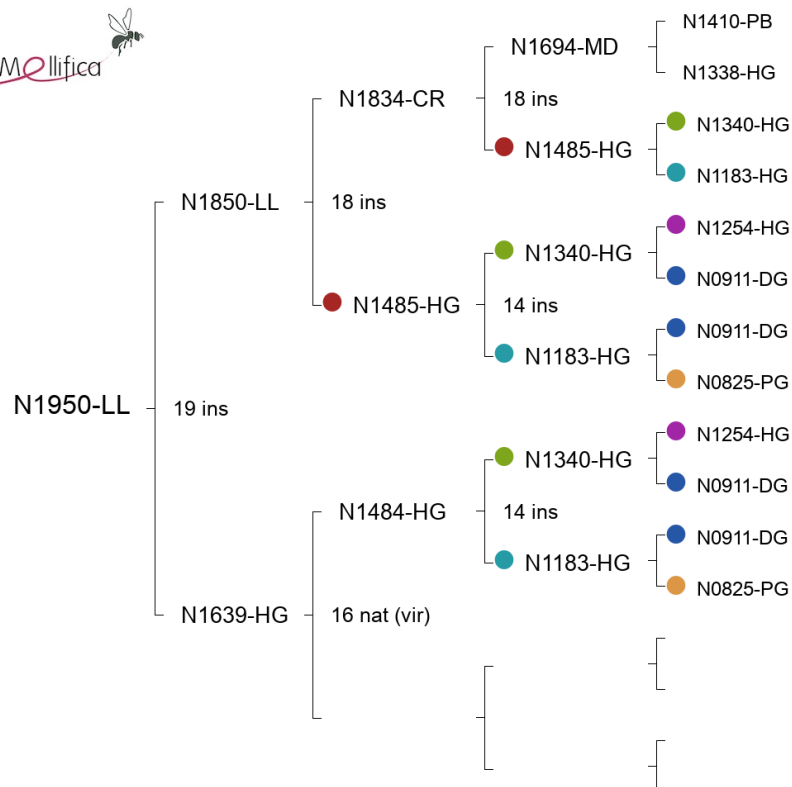 N1410-PB
N1694-MD
Mellifica
N1338-HG
N1834-CR
18 ins
N1340-HG
N1485-HG
N1183-HG
N1850-LL
18 ins
N1254-HG
N1340-HG
N0911-DG
N1485-HG
14 ins
N0911-DG
N1183-HG
N0825-PG
N1950-LL
19 ins
N1254-HG
N1340-HG
N0911-DG
N1484-HG
14 ins
N0911-DG
N1183-HG
N0825-PG
N1639-HG
16 nat (vir)